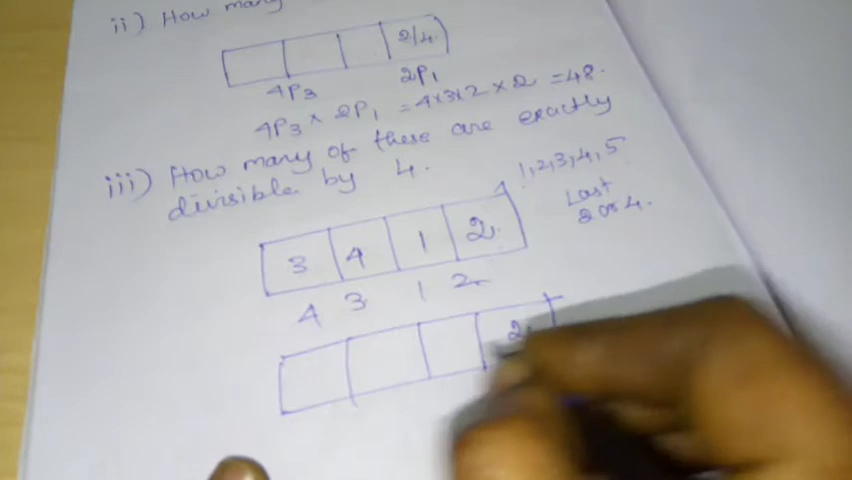 ii) How many
2/4
4P3 2P1
4P3 × 2P1 = 4×3×2 × 2 = 48.
iii) How many of these are exactly
divisible by 4.
1,2,3,4,5
Last
2 or 4.
3 4 1 2
4 3 1 2
2